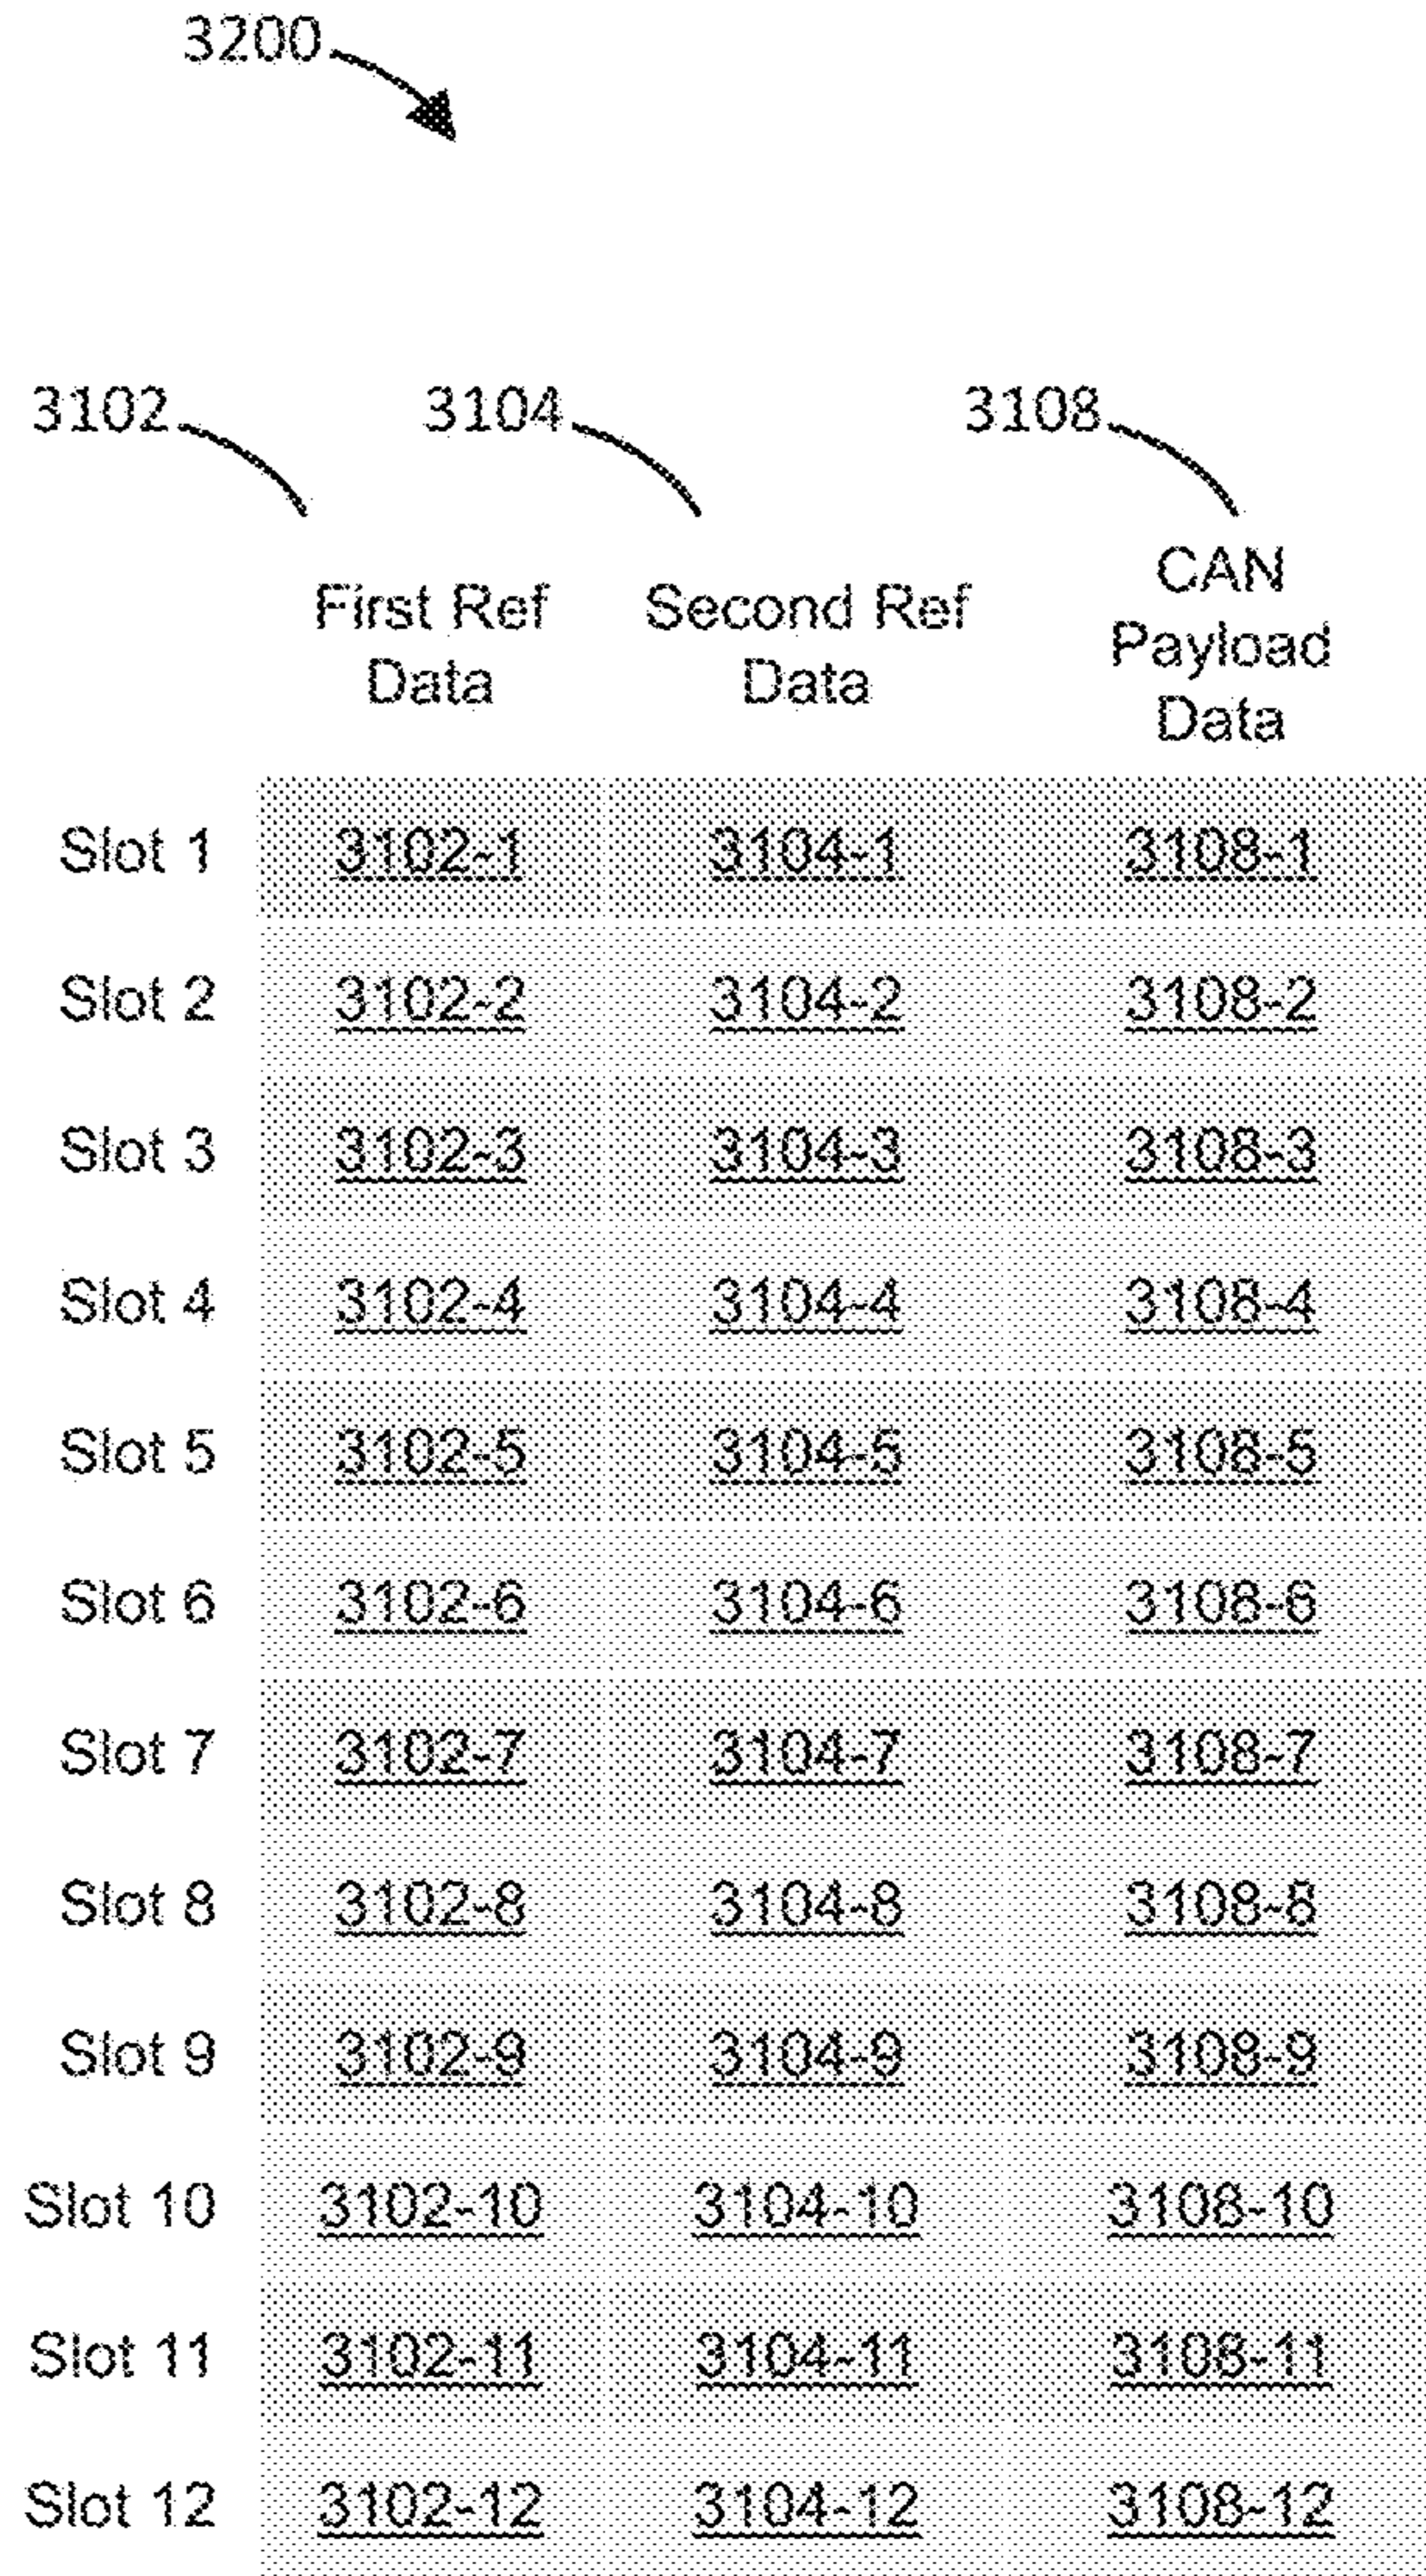 3200
3102 3104 3108
First Ref Data Second Ref Data CAN Payload Data
Slot 1 3102-1 3104-1 3108-1
Slot 2 3102-2 3104-2 3108-2
Slot 3 3102-3 3104-3 3108-3
Slot 4 3102-4 3104-4 3108-4
Slot 5 3102-5 3104-5 3108-5
Slot 6 3102-6 3104-6 3108-6
Slot 7 3102-7 3104-7 3108-7
Slot 8 3102-8 3104-8 3108-8
Slot 9 3102-9 3104-9 3108-9
Slot 10 3102-10 3104-10 3108-10
Slot 11 3102-11 3104-11 3108-11
Slot 12 3102-12 3104-12 3108-12